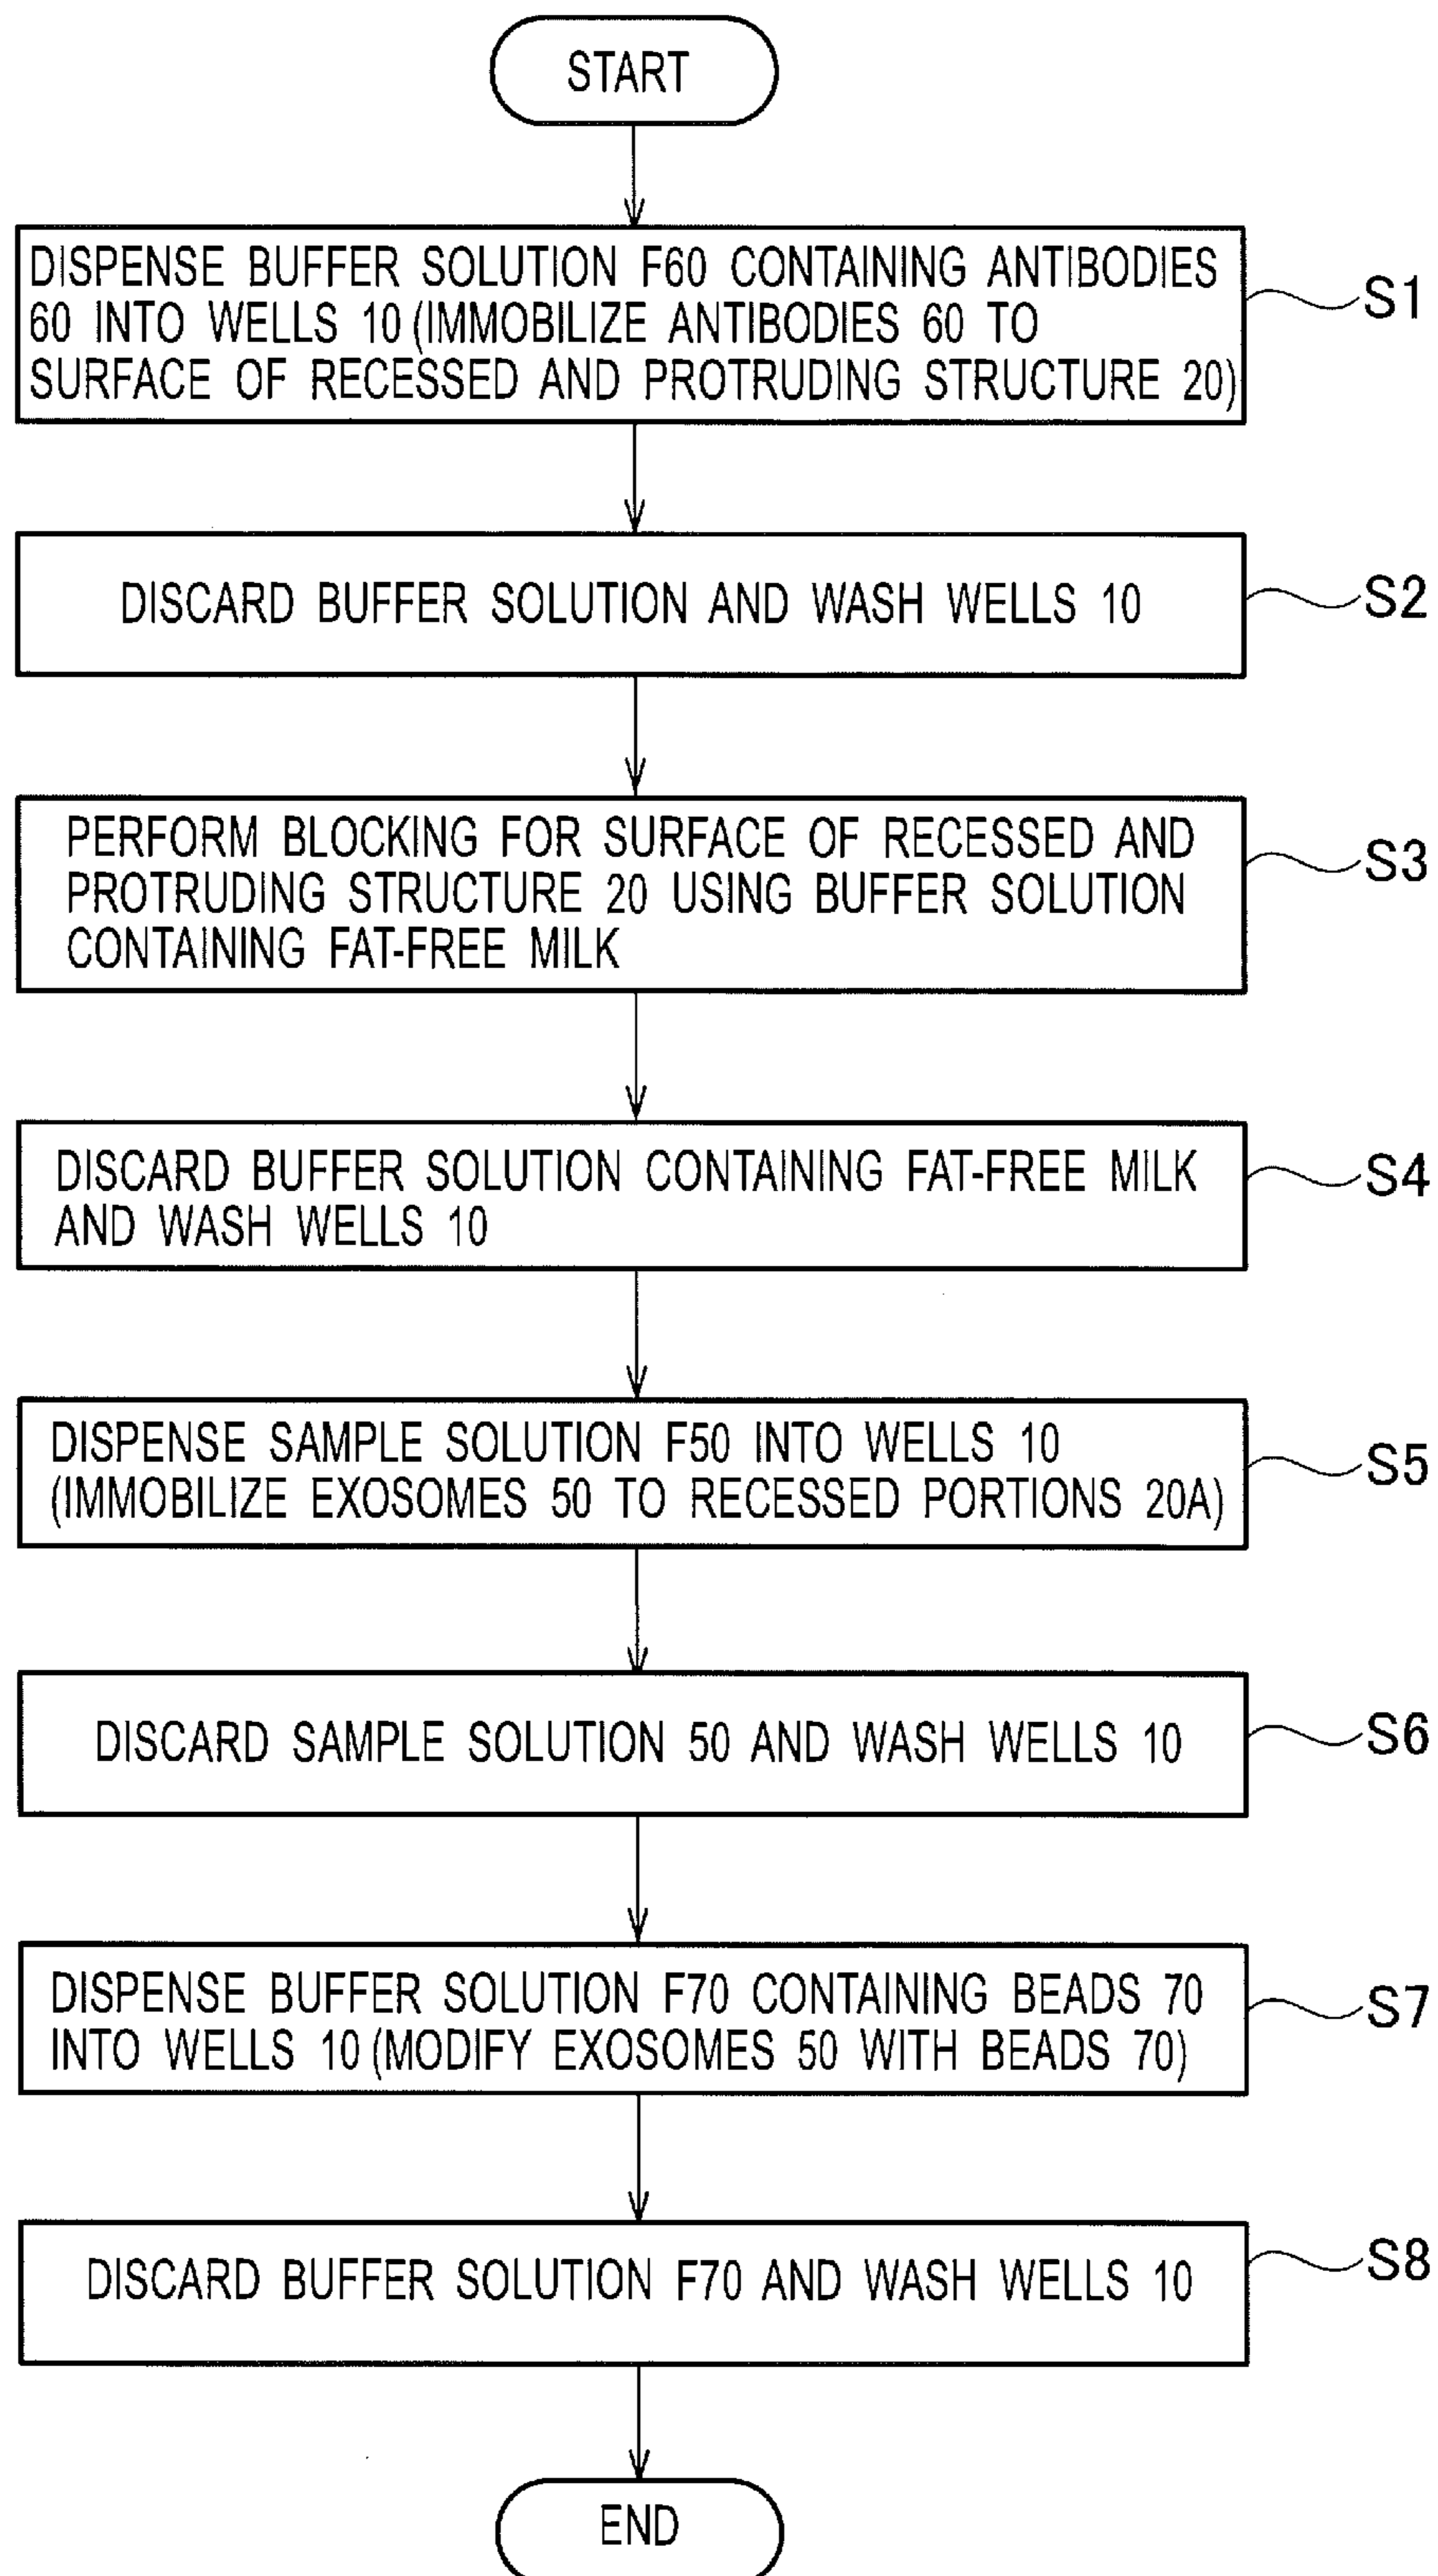 START
DISPENSE BUFFER SOLUTION F60 CONTAINING ANTIBODIES
60 INTO WELLS 10 (IMMOBILIZE ANTIBODIES 60 TO
SURFACE OF RECESSED AND PROTRUDING STRUCTURE 20)
S1
DISCARD BUFFER SOLUTION AND WASH WELLS 10
S2
PERFORM BLOCKING FOR SURFACE OF RECESSED AND
PROTRUDING STRUCTURE 20 USING BUFFER SOLUTION
CONTAINING FAT-FREE MILK
S3
DISCARD BUFFER SOLUTION CONTAINING FAT-FREE MILK
AND WASH WELLS 10
S4
DISPENSE SAMPLE SOLUTION F50 INTO WELLS 10
(IMMOBILIZE EXOSOMES 50 TO RECESSED PORTIONS 20A)
S5
DISCARD SAMPLE SOLUTION 50 AND WASH WELLS 10
S6
DISPENSE BUFFER SOLUTION F70 CONTAINING BEADS 70
INTO WELLS 10 (MODIFY EXOSOMES 50 WITH BEADS 70)
S7
DISCARD BUFFER SOLUTION F70 AND WASH WELLS 10
S8
END